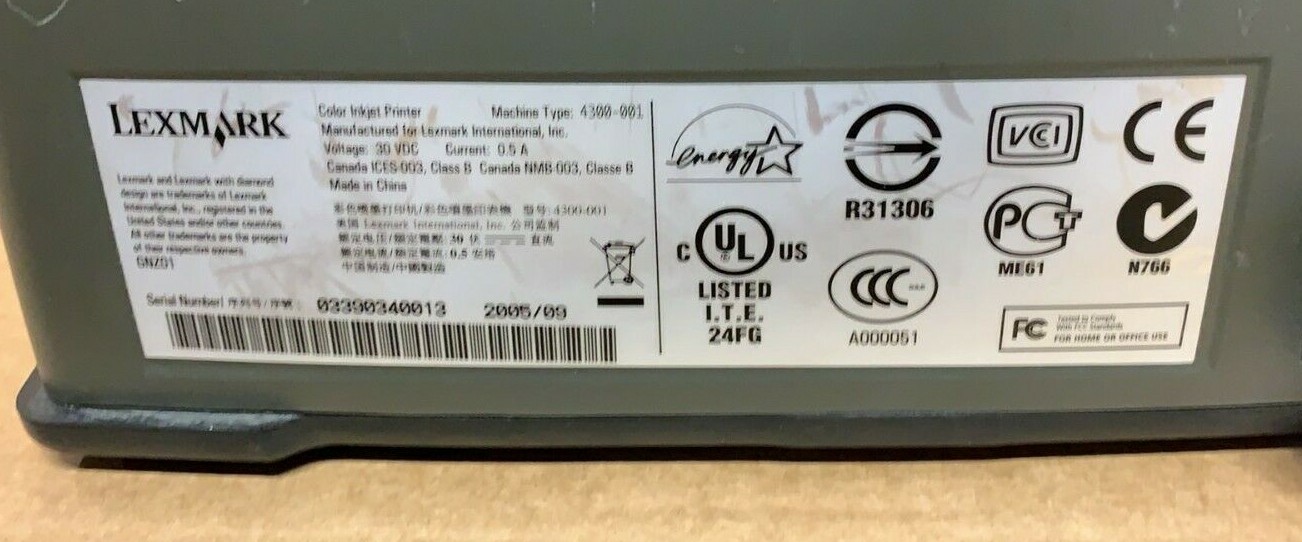 LEXMARK
Color Inkjet Printer Machine Type: 4300-001
Manufactured for Lexmark International, Inc.
Voltage: 30 VDC Current: 0.5 A
Canada ICES-003, Class B Canada NMB-003, Classe B
Made in China
Lexmark and Lexmark with diamond
design are trademarks of Lexmark
International, Inc., registered in the
United States and/or other countries.
All other trademarks are the property
of their respective owners.
GNZ01
彩色喷墨打印机/彩色噴墨印表機 型号: 4300-001
美国 Lexmark International, Inc. 公司监制
额定电压/額定電壓: 30 伏 直流
额定电流/額定電流: 0.5 安培
中国制造/中國製造
Serial Number/ 序列号/序號: 03390340013 2005/09
energy
R31306
VCCI
CE
C UL US
LISTED
I.T.E.
24FG
CCC
A000051
PCT
ME61
N766
FC
Tested to Comply
With FCC Standards
FOR HOME OR OFFICE USE